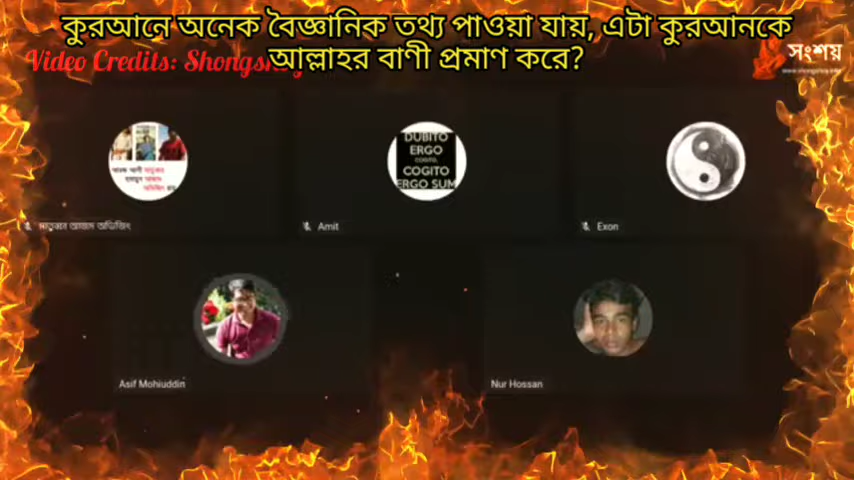 কুরআনে অনেক বৈজ্ঞানিক তথ্য পাওয়া যায়, এটা কুরআনকে
আল্লাহর বাণী প্রমাণ করে?
Video Credits:
সংশয়
DUBITO
ERGO
COGITO
COGITO
ERGO SUM
Amit
Exon
Asif Mohiuddin
Nur Hossan